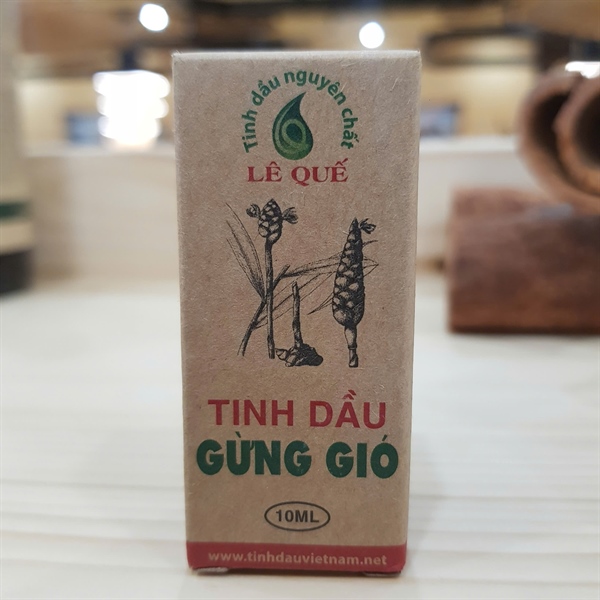 Tinh dầu nguyên chất
LÊ QUẾ
TINH DẦU
GỪNG GIÓ
10ML
www.tinhdauvietnam.net